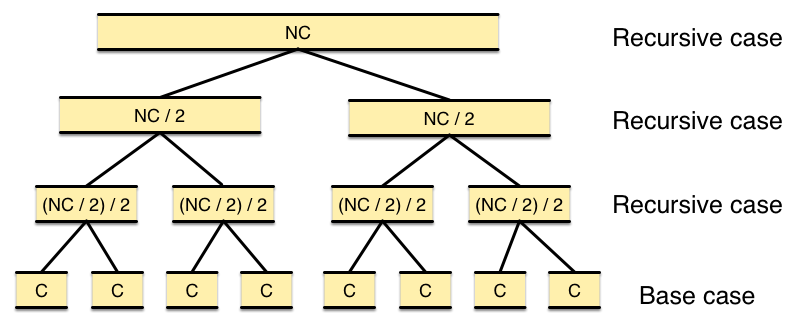 NC
Recursive case
NC / 2
NC / 2
Recursive case
(NC / 2) / 2
(NC / 2) / 2
(NC / 2) / 2
(NC / 2) / 2
Recursive case
C
C
C
C
C
C
C
C
Base case